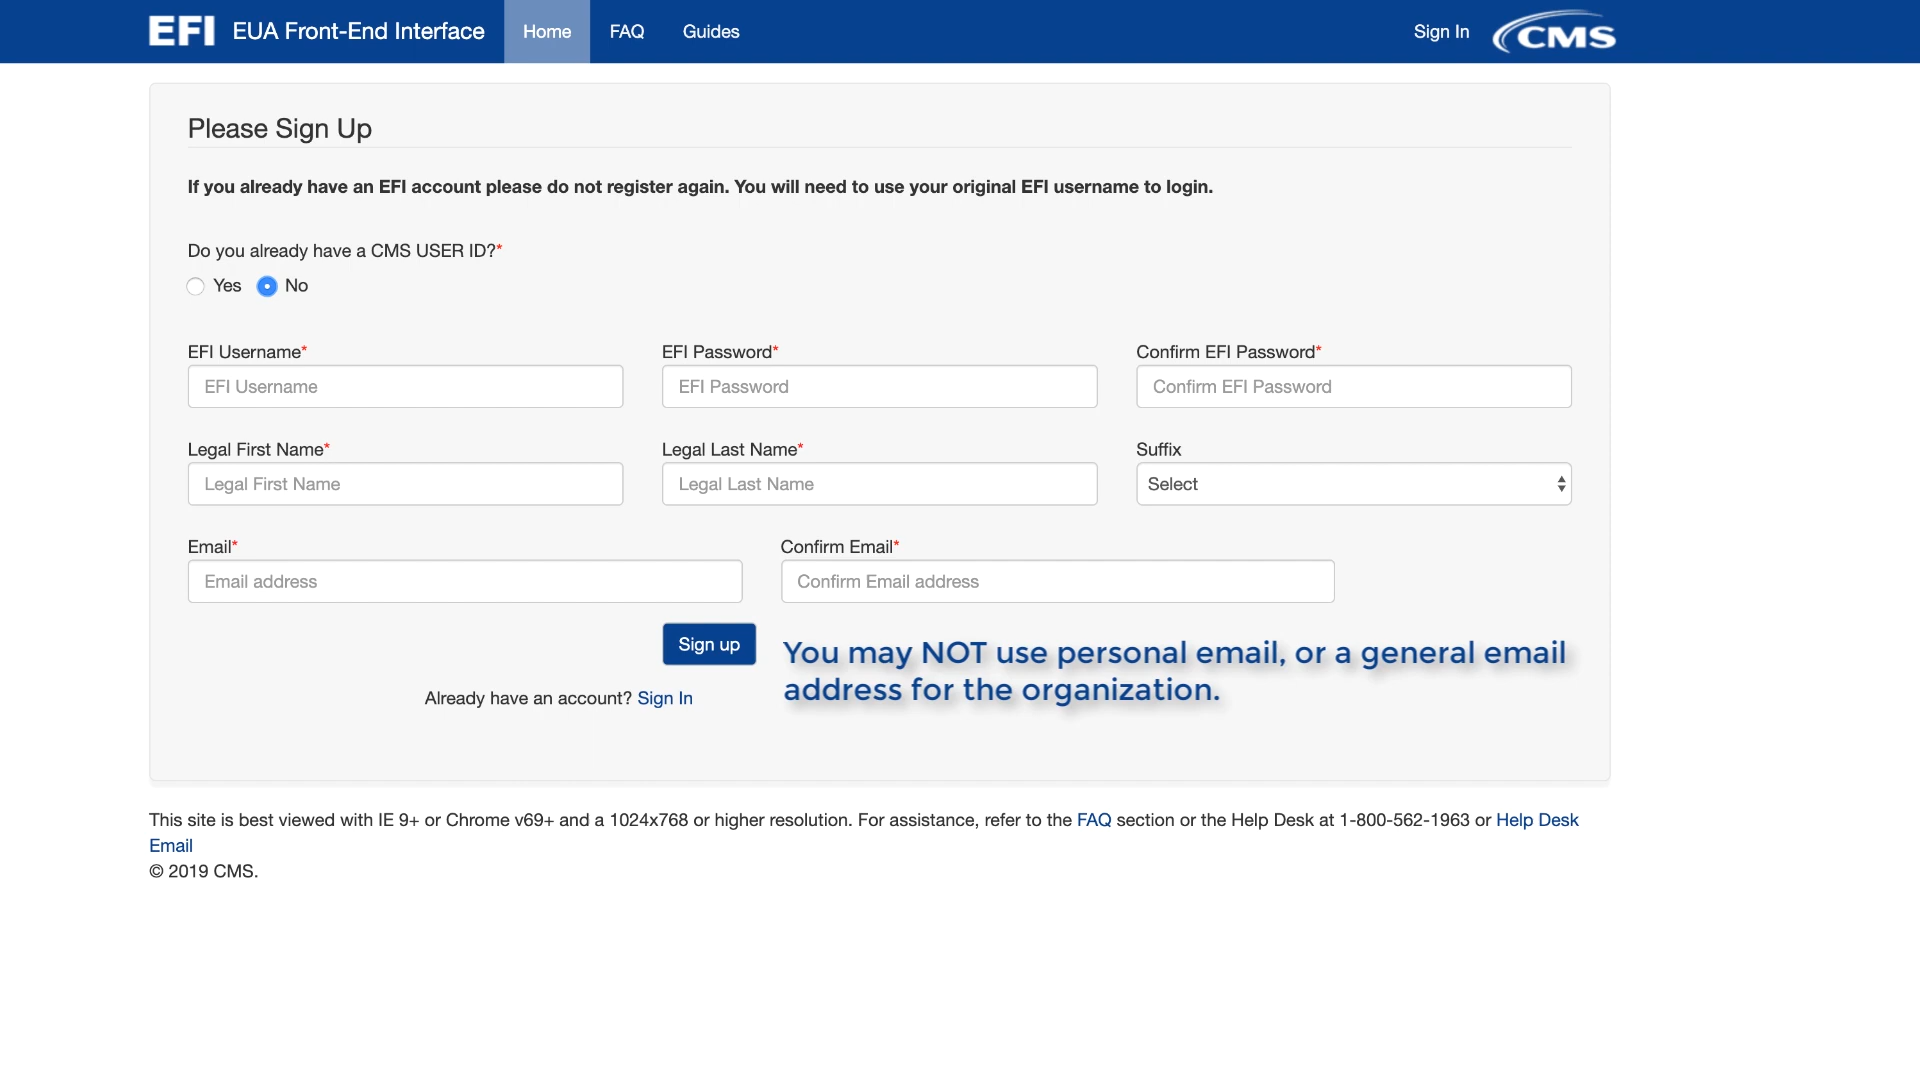 EFI EUA Front-End Interface Home FAQ Guides Sign In CMS
Please Sign Up
If you already have an EFI account please do not register again. You will need to use your original EFI username to login.
Do you already have a CMS USER ID?*
Yes No
EFI Username* EFI Password* Confirm EFI Password*
EFI Username EFI Password Confirm EFI Password
Legal First Name* Legal Last Name* Suffix
Legal First Name Legal Last Name Select
Email* Confirm Email*
Email address Confirm Email address
Sign up
You may NOT use personal email, or a general email
address for the organization.
Already have an account? Sign In
This site is best viewed with IE 9+ or Chrome v69+ and a 1024x768 or higher resolution. For assistance, refer to the FAQ section or the Help Desk at 1-800-562-1963 or Help Desk
Email
© 2019 CMS.